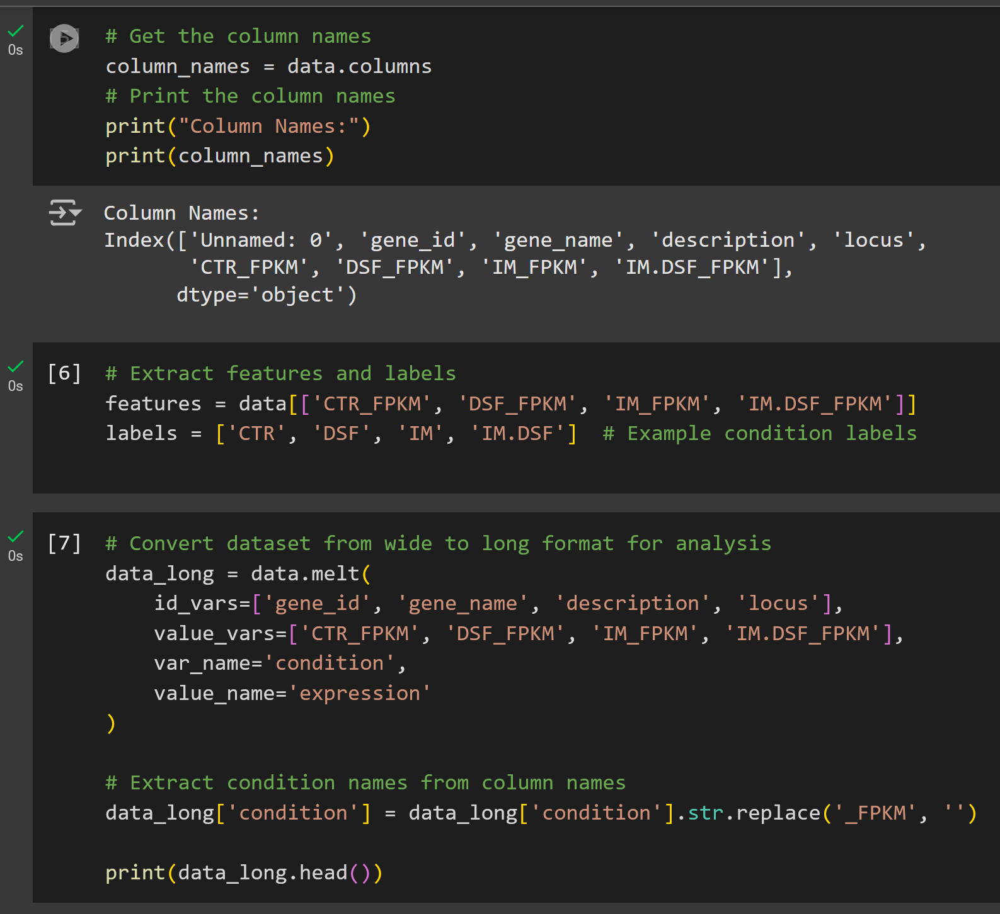 0s
# Get the column names
column_names = data.columns
# Print the column names
print("Column Names:")
print(column_names)
Column Names:
Index(['Unnamed: 0', 'gene_id', 'gene_name', 'description', 'locus',
       'CTR_FPKM', 'DSF_FPKM', 'IM_FPKM', 'IM.DSF_FPKM'],
      dtype='object')
0s
[6] # Extract features and labels
features = data[['CTR_FPKM', 'DSF_FPKM', 'IM_FPKM', 'IM.DSF_FPKM']]
labels = ['CTR', 'DSF', 'IM', 'IM.DSF']  # Example condition labels
0s
[7] # Convert dataset from wide to long format for analysis
data_long = data.melt(
    id_vars=['gene_id', 'gene_name', 'description', 'locus'],
    value_vars=['CTR_FPKM', 'DSF_FPKM', 'IM_FPKM', 'IM.DSF_FPKM'],
    var_name='condition',
    value_name='expression'
)
# Extract condition names from column names
data_long['condition'] = data_long['condition'].str.replace('_FPKM', '')
print(data_long.head())